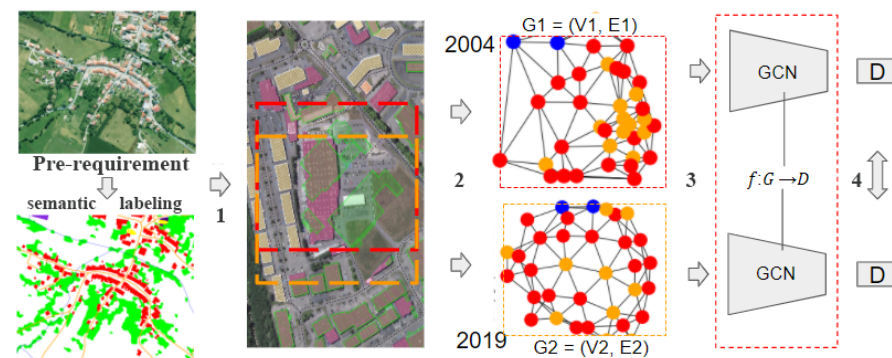 Pre-requirement
semantic labeling
1
2004
G1 = (V1, E1)
2
2019
G2 = (V2, E2)
3
GCN
f:G→D
GCN
4
D
D